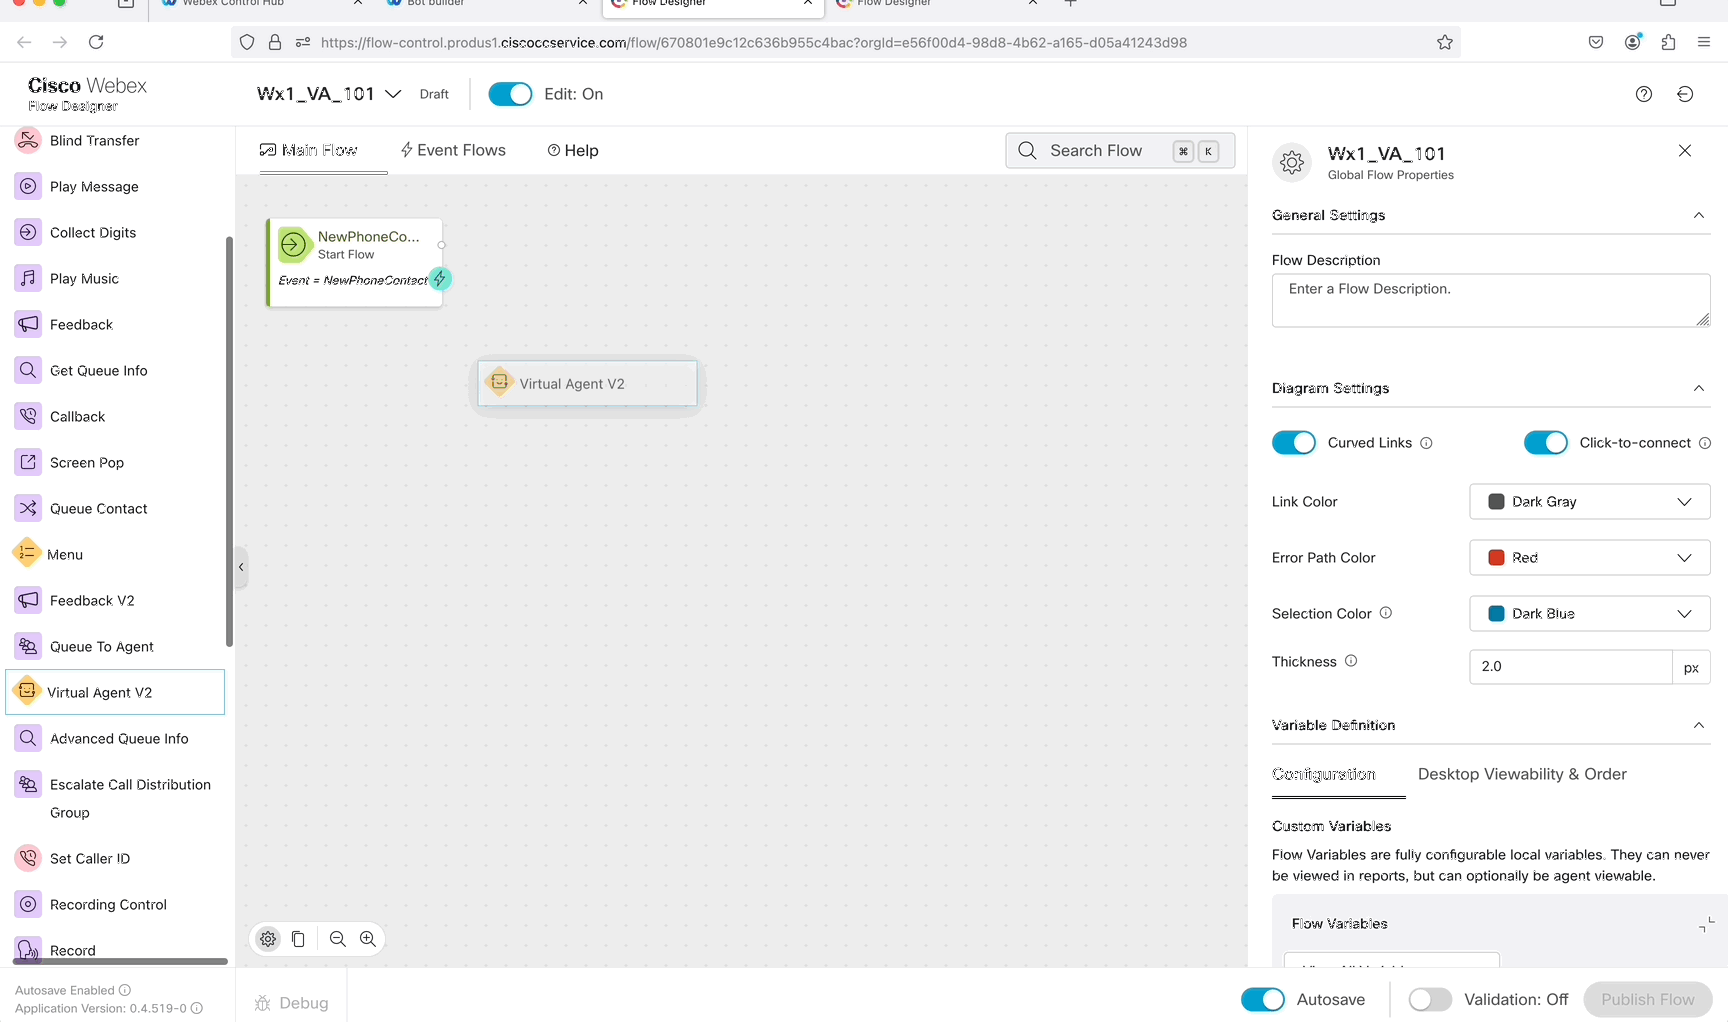 Webex Control Hub
Bot builder
Flow Designer
Flow Designer
https://flow-control.produs1.ciscoccservice.com/flow/670801e9c12c636b955c4bac?orgId=e56f00d4-98d8-4b62-a165-d05a41243d98
Cisco Webex
Flow Designer
Wx1_VA_101
Draft
Edit: On
Blind Transfer
Play Message
Collect Digits
Play Music
Feedback
Get Queue Info
Callback
Screen Pop
Queue Contact
Menu
Feedback V2
Queue To Agent
Virtual Agent V2
Advanced Queue Info
Escalate Call Distribution
Group
Set Caller ID
Recording Control
Record
Autosave Enabled
Application Version: 0.4.519-0
Main Flow
Event Flows
Help
Search Flow
⌘ K
NewPhoneCo...
Start Flow
Event = NewPhoneContact
Virtual Agent V2
Debug
Wx1_VA_101
Global Flow Properties
General Settings
Flow Description
Enter a Flow Description.
Diagram Settings
Curved Links
Click-to-connect
Link Color
Dark Gray
Error Path Color
Red
Selection Color
Dark Blue
Thickness
2.0
px
Variable Definition
Configuration
Desktop Viewability & Order
Custom Variables
Flow Variables are fully configurable local variables. They can never
be viewed in reports, but can optionally be agent viewable.
Flow Variables
Autosave
Validation: Off
Publish Flow